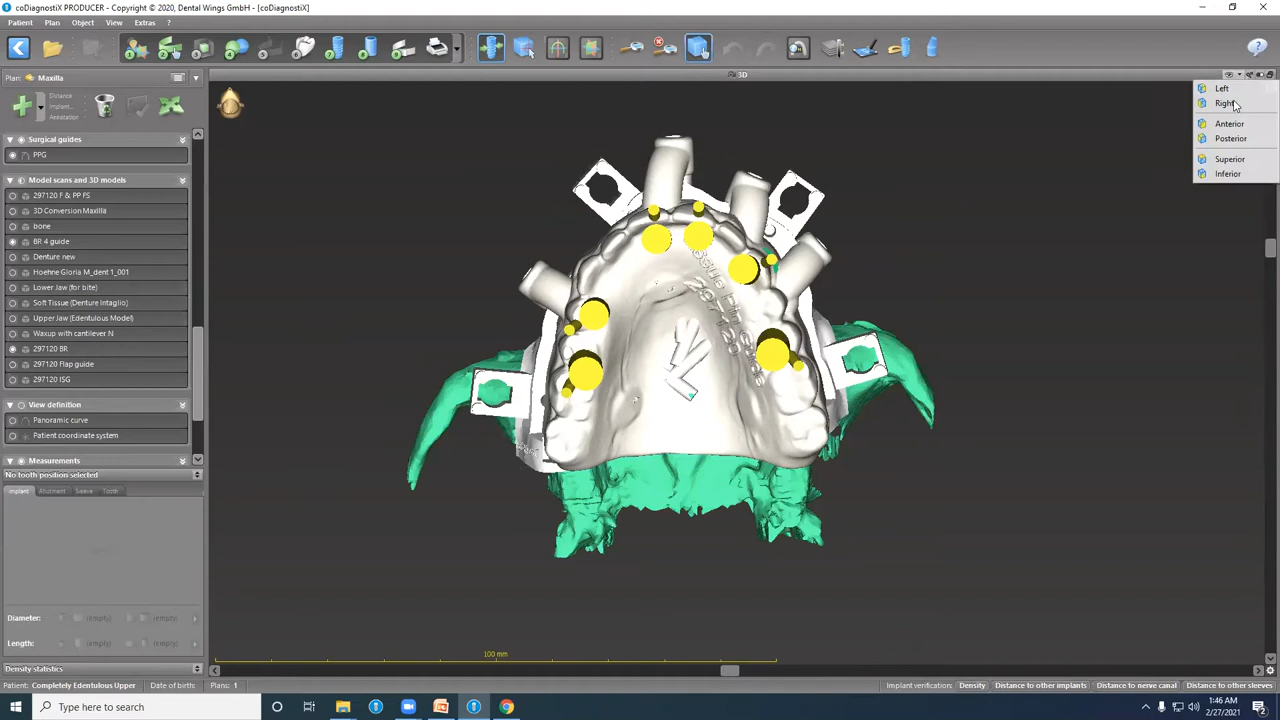 coDiagnostiX PRODUCER - Copyright © 2020, Dental Wings GmbH - [coDiagnostiX]
Patient Plan Object View Extras ?
Plan: Maxilla
3D
Distance
Implant...
Annotation
Left
Right
Anterior
Posterior
Superior
Inferior
Surgical guides
PPG
Model scans and 3D models
297120 F & PP FS
3D Conversion Maxilla
bone
BR 4 guide
Denture new
Hoehne Gloria M_dent 1_001
Lower Jaw (for bite)
Soft Tissue (Denture Intaglio)
Upper Jaw (Edentulous Model)
Waxup with cantilever N
297120 BR
297120 Flap guide
297120 ISG
View definition
Panoramic curve
Patient coordinate system
Measurements
No tooth position selected
Implant Abutment Sleeve Tooth
Diameter: (empty) (empty)
Length: (empty) (empty)
Density statistics
100 mm
Patient: Completely Edentulous Upper Date of birth: Plans: 1
Implant verification: Density Distance to other implants Distance to nerve canal Distance to other sleeves
Type here to search
1:46 AM
2/27/2021
2